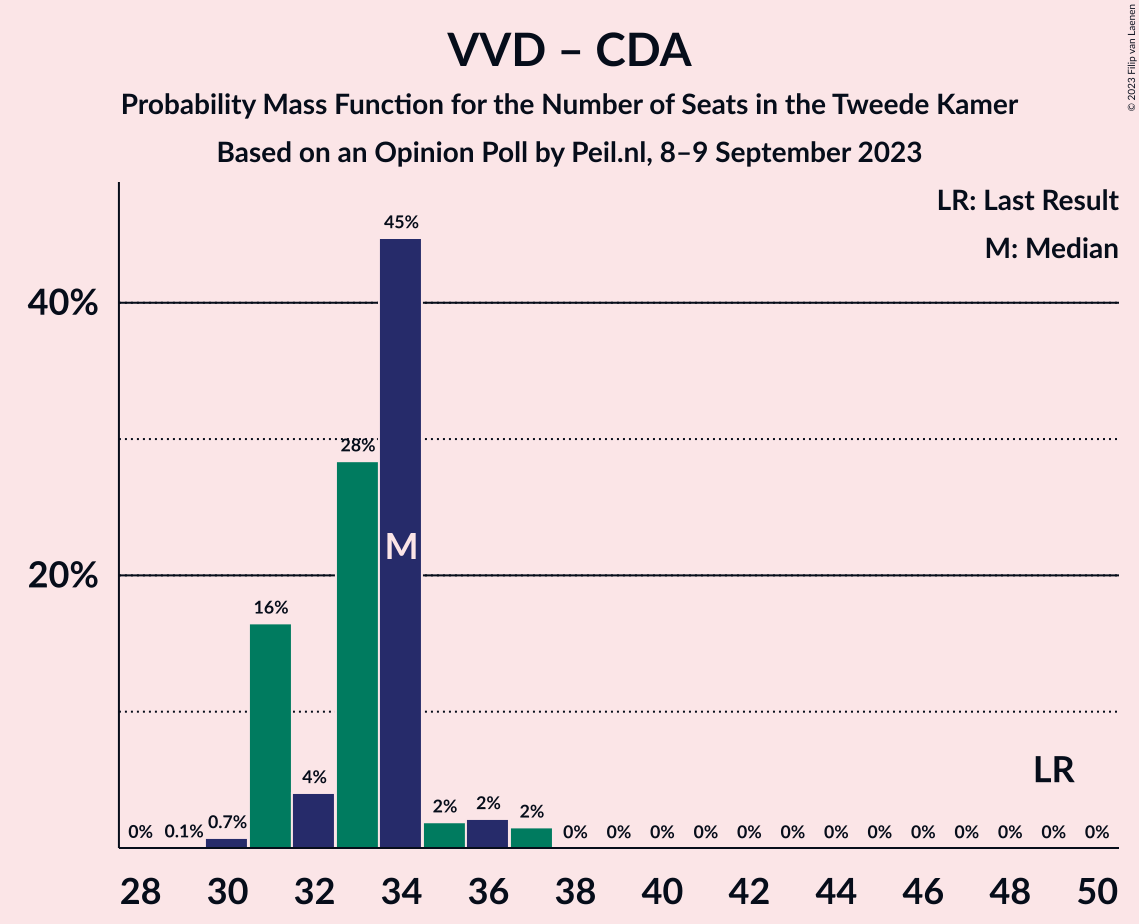 VVD – CDA
Probability Mass Function for the Number of Seats in the Tweede Kamer
Based on an Opinion Poll by Peil.nl, 8–9 September 2023
© 2023 Filip van Laenen
LR: Last Result
M: Median
45%
40%
28%
M
20%
16%
LR
4%
0% 0.1% 0.7% 2% 2% 2% 0% 0% 0% 0% 0% 0% 0% 0% 0% 0% 0% 0% 0%
28 30 32 34 36 38 40 42 44 46 48 50